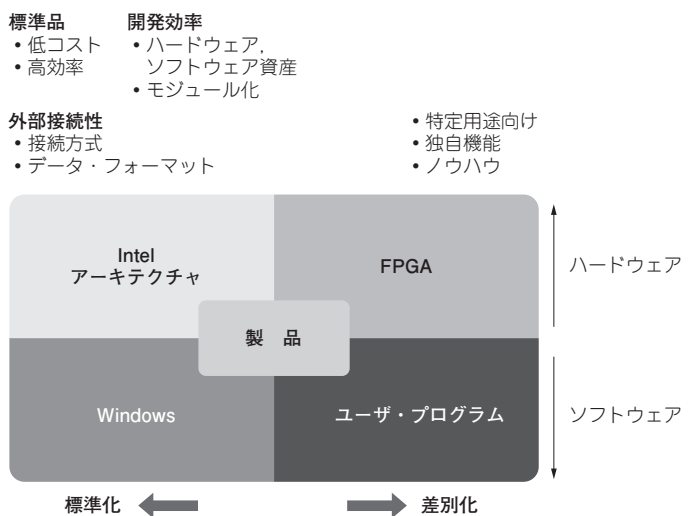 標準品
• 低コスト
• 高効率
開発効率
• ハードウェア,
ソフトウェア資産
• モジュール化
外部接続性
• 接続方式
• データ・フォーマット
• 特定用途向け
• 独自機能
• ノウハウ
Intel
アーキテクチャ
FPGA
ハードウェア
製 品
Windows
ユーザ・プログラム
ソフトウェア
標準化
差別化